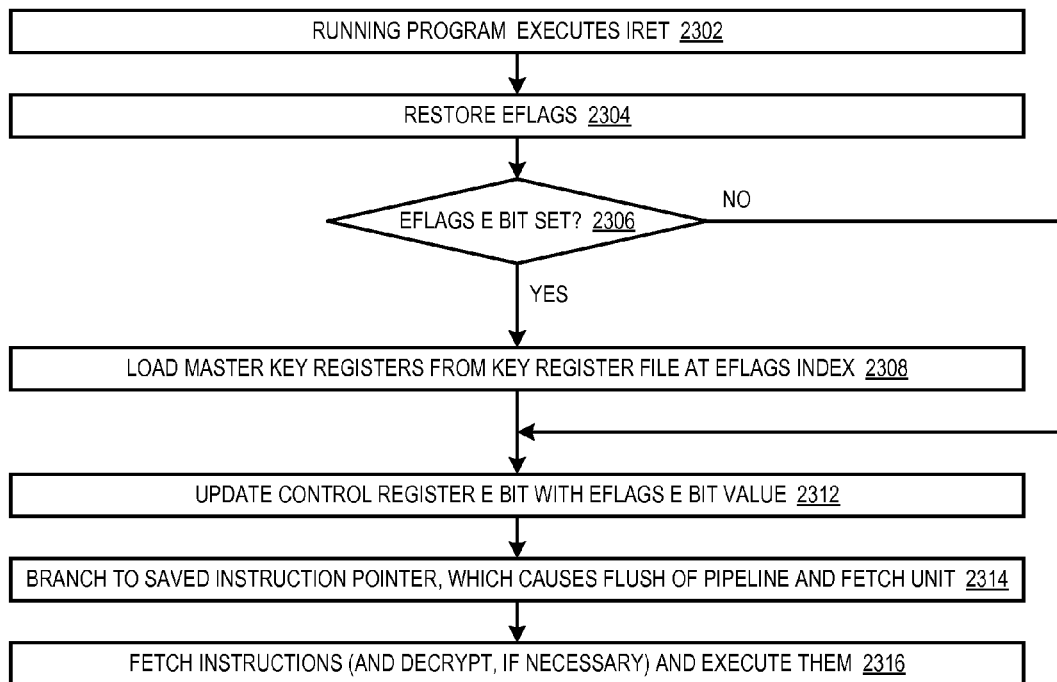 RUNNING PROGRAM EXECUTES IRET 2302
RESTORE EFLAGS 2304
EFLAGS E BIT SET? 2306
NO
YES
LOAD MASTER KEY REGISTERS FROM KEY REGISTER FILE AT EFLAGS INDEX 2308
UPDATE CONTROL REGISTER E BIT WITH EFLAGS E BIT VALUE 2312
BRANCH TO SAVED INSTRUCTION POINTER, WHICH CAUSES FLUSH OF PIPELINE AND FETCH UNIT 2314
FETCH INSTRUCTIONS (AND DECRYPT, IF NECESSARY) AND EXECUTE THEM 2316